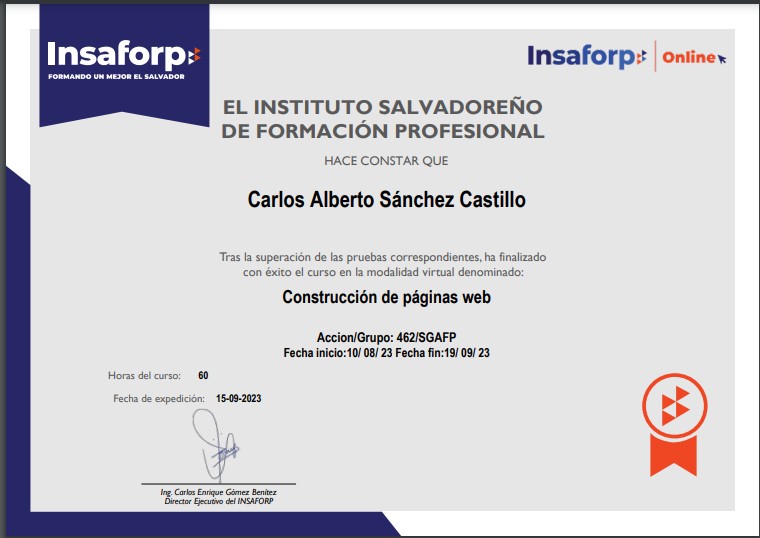 Insaforp
FORMANDO UN MEJOR EL SALVADOR
Insaforp Online
EL INSTITUTO SALVADOREÑO
DE FORMACIÓN PROFESIONAL
HACE CONSTAR QUE
Carlos Alberto Sánchez Castillo
Tras la superación de las pruebas correspondientes, ha finalizado
con éxito el curso en la modalidad virtual denominado:
Construcción de páginas web
Accion/Grupo: 462/SGAFP
Fecha inicio:10/ 08/ 23 Fecha fin:19/ 09/ 23
Horas del curso: 60
Fecha de expedición: 15-09-2023
Ing. Carlos Enrique Gómez Benítez
Director Ejecutivo del INSAFORP